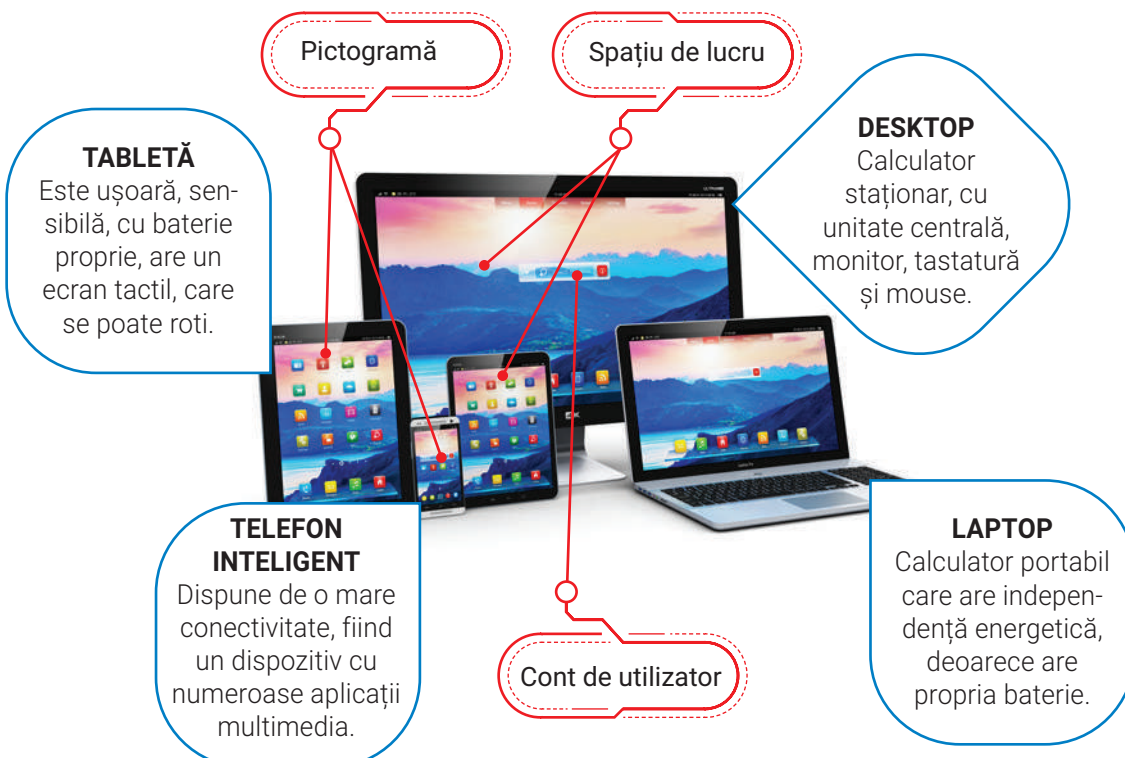 Pictogramă
Spațiu de lucru
DESKTOP
Calculator
staționar, cu
unitate centrală,
monitor, tastatură
și mouse.
TABLETĂ
Este ușoară, sen-
sibilă, cu baterie
proprie, are un
ecran tactil, care
se poate roti.
TELEFON
INTELIGENT
Dispune de o mare
conectivitate, fiind
un dispozitiv cu
numeroase aplicații
multimedia.
Cont de utilizator
LAPTOP
Calculator portabil
care are indepen-
dență energetică,
deoarece are
propria baterie.